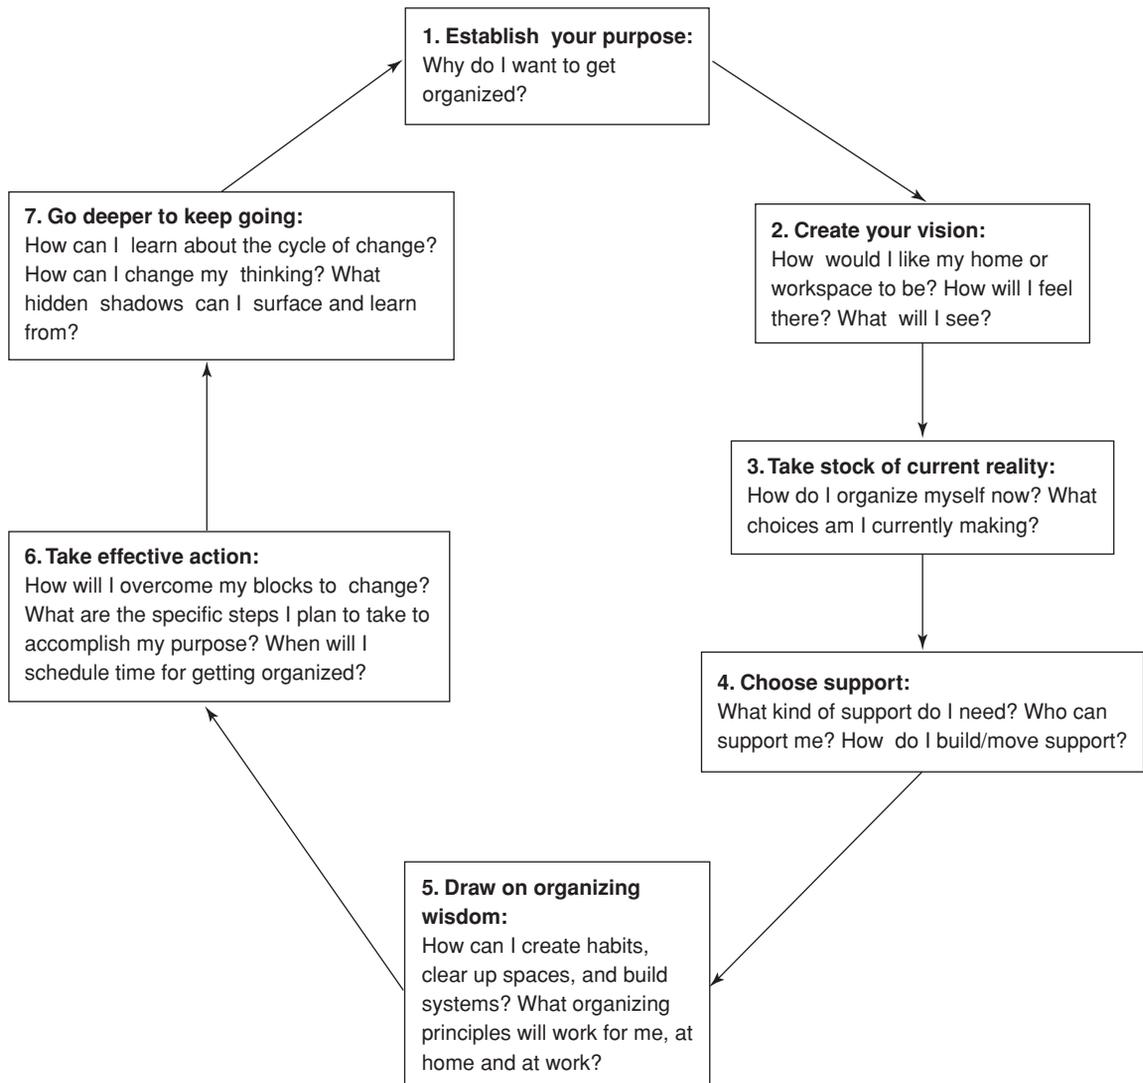 1. Establish your purpose:
Why do I want to get
organized?
2. Create your vision:
How would I like my home or
workspace to be? How will I feel
there? What will I see?
3. Take stock of current reality:
How do I organize myself now? What
choices am I currently making?
4. Choose support:
What kind of support do I need? Who can
support me? How do I build/move support?
5. Draw on organizing
wisdom:
How can I create habits,
clear up spaces, and build
systems? What organizing
principles will work for me, at
home and at work?
6. Take effective action:
How will I overcome my blocks to change?
What are the specific steps I plan to take to
accomplish my purpose? When will I
schedule time for getting organized?
7. Go deeper to keep going:
How can I learn about the cycle of change?
How can I change my thinking? What
hidden shadows can I surface and learn
from?